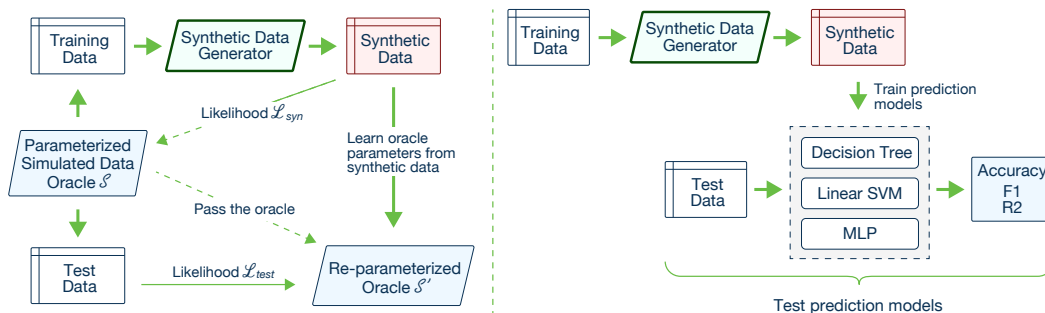 Training
Data
Synthetic Data
Generator
Synthetic
Data
Likelihood ℒsyn
Parameterized
Simulated Data
Oracle 𝒮
Learn oracle
parameters from
synthetic data
Pass the oracle
Test
Data
Likelihood ℒtest
Re-parameterized
Oracle 𝒮′
Training
Data
Synthetic Data
Generator
Synthetic
Data
Train prediction
models
Test
Data
Decision Tree
Linear SVM
MLP
Accuracy
F1
R2
Test prediction models